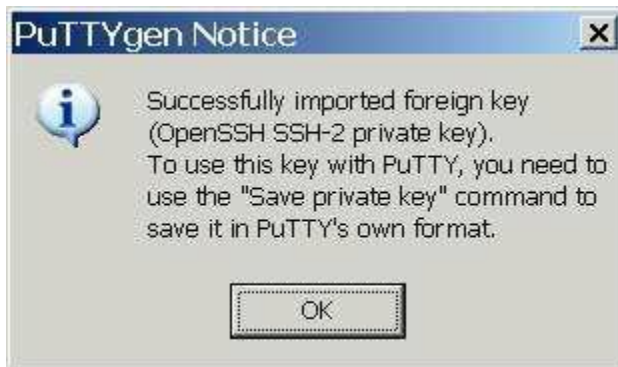 PuTTYgen Notice
Successfully imported foreign key
(OpenSSH SSH-2 private key).
To use this key with PuTTY, you need to
use the "Save private key" command to
save it in PuTTY's own format.
OK